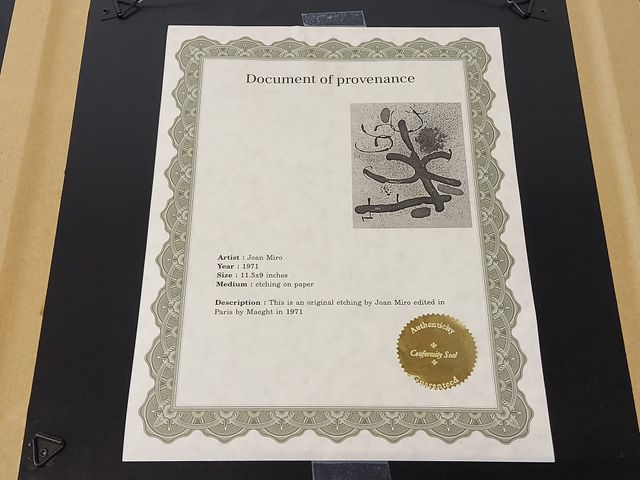 Document of provenance
Artist : Joan Miro
Year : 1971
Size : 11.5x9 inches
Medium : etching on paper
Description : This is an original etching by Joan Miro edited in
Paris by Maeght in 1971
Authenticity
Conformity Seal
Guaranteed